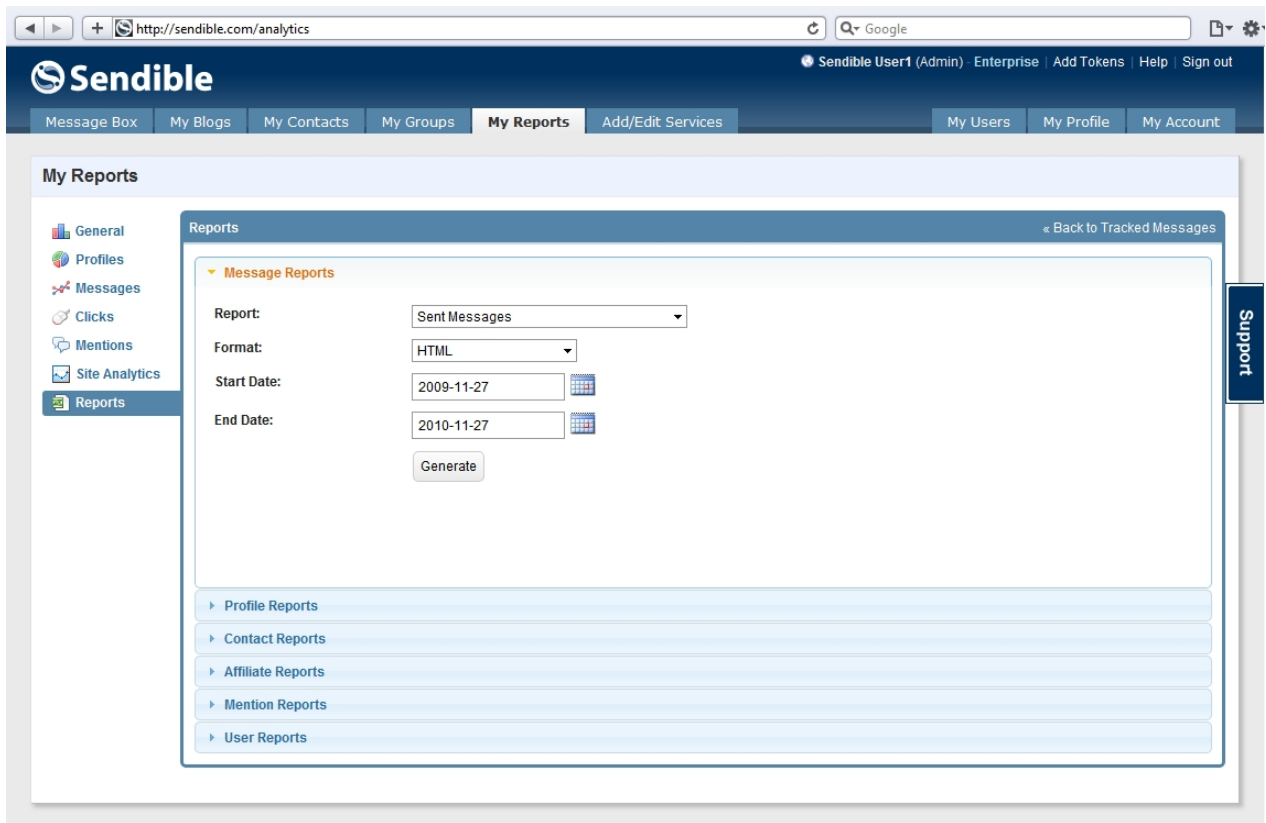 http://sendible.com/analytics
Google
Sendible
Sendible User1 (Admin) - Enterprise | Add Tokens | Help | Sign out
Message Box My Blogs My Contacts My Groups My Reports Add/Edit Services My Users My Profile My Account
My Reports
General
Profiles
Messages
Clicks
Mentions
Site Analytics
Reports
Reports « Back to Tracked Messages
Message Reports
Report: Sent Messages
Format: HTML
Start Date: 2009-11-27
End Date: 2010-11-27
Generate
Profile Reports
Contact Reports
Affiliate Reports
Mention Reports
User Reports
Support